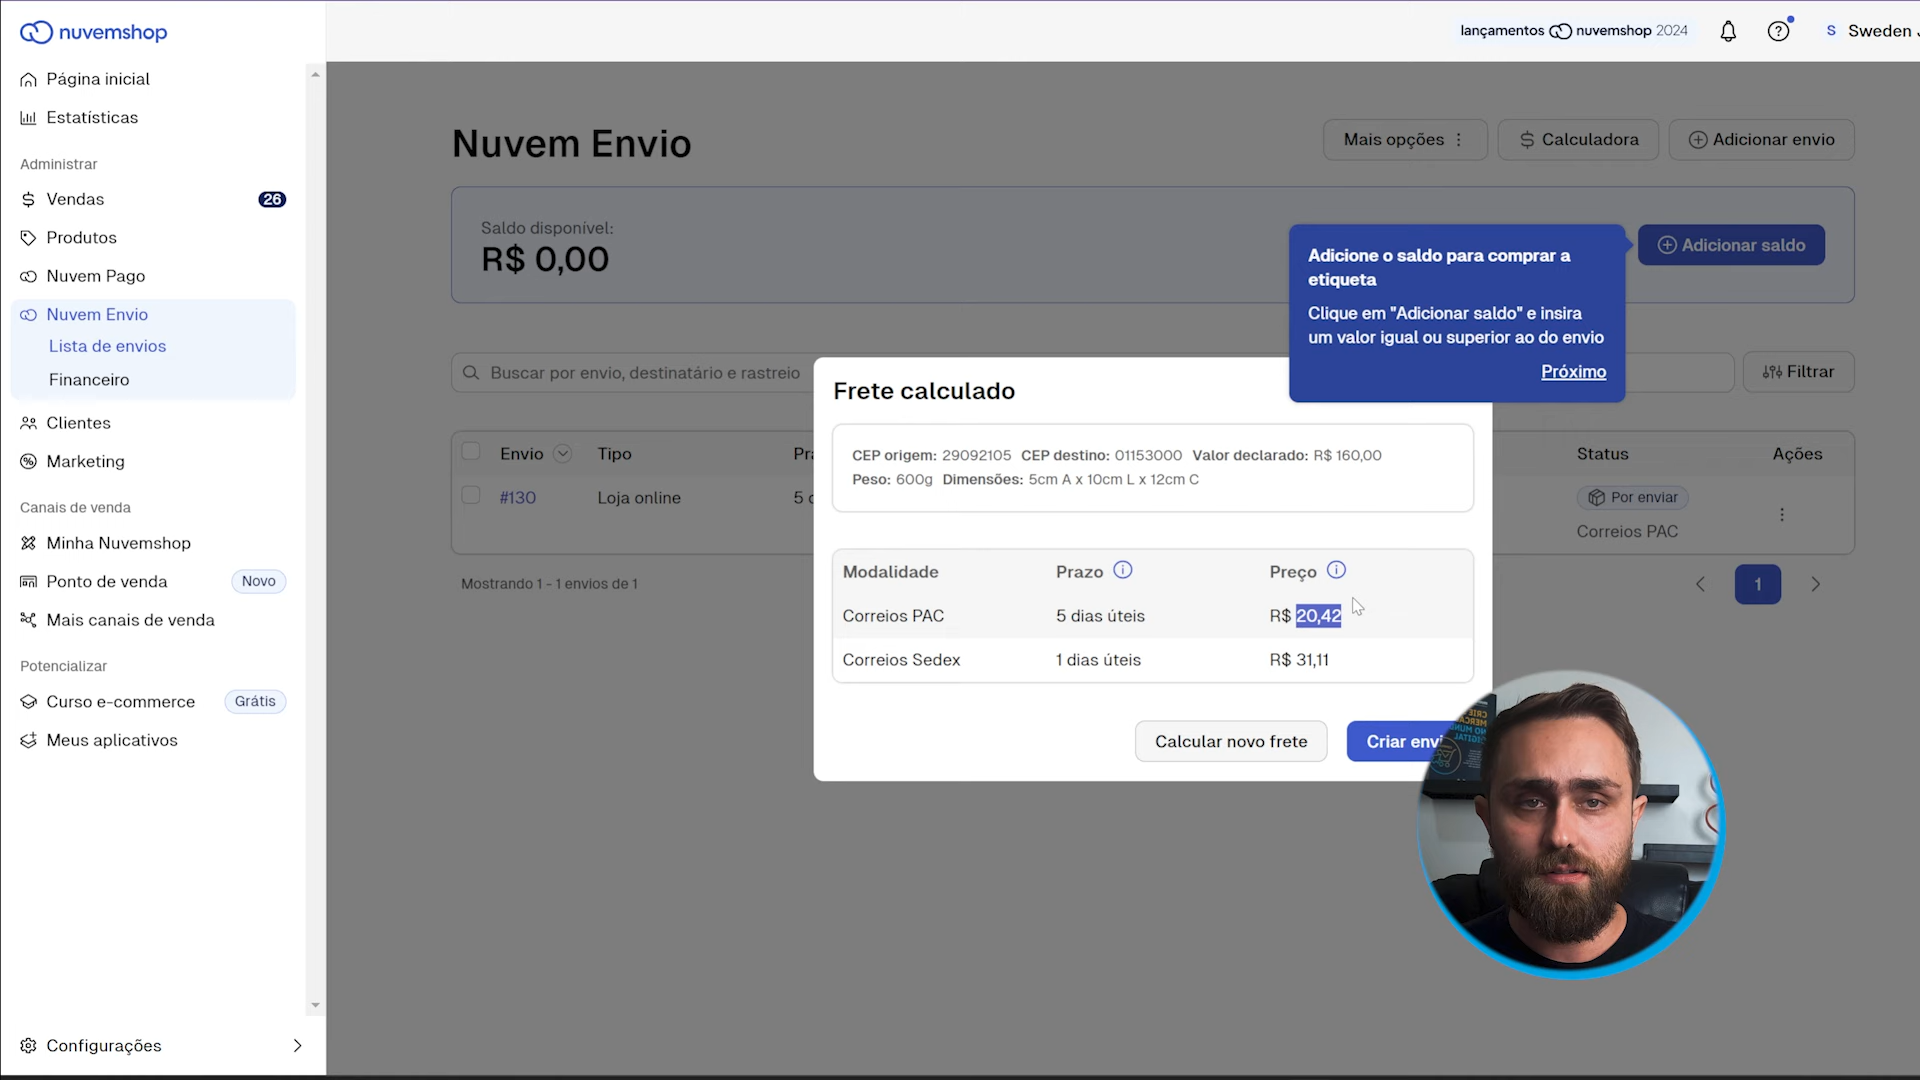 nuvemshop
lançamentos nuvemshop 2024
S Sweden
Página inicial
Estatísticas
Administrar
Vendas 26
Produtos
Nuvem Pago
Nuvem Envio
Lista de envios
Financeiro
Clientes
Marketing
Canais de venda
Minha Nuvemshop
Ponto de venda Novo
Mais canais de venda
Potencializar
Curso e-commerce Grátis
Meus aplicativos
Configurações
Nuvem Envio
Mais opções
Calculadora
Adicionar envio
Saldo disponível:
R$ 0,00
Adicionar saldo
Adicione o saldo para comprar a
etiqueta
Clique em "Adicionar saldo" e insira
um valor igual ou superior ao do envio
Próximo
Buscar por envio, destinatário e rastreio
Filtrar
Envio Tipo Status Ações
#130 Loja online 5 Por enviar
Correios PAC
Mostrando 1 - 1 envios de 1
1
Frete calculado
CEP origem: 29092105 CEP destino: 01153000 Valor declarado: R$ 160,00
Peso: 600g Dimensões: 5cm A x 10cm L x 12cm C
Modalidade Prazo Preço
Correios PAC 5 dias úteis R$ 20,42
Correios Sedex 1 dias úteis R$ 31,11
Calcular novo frete
Criar envi